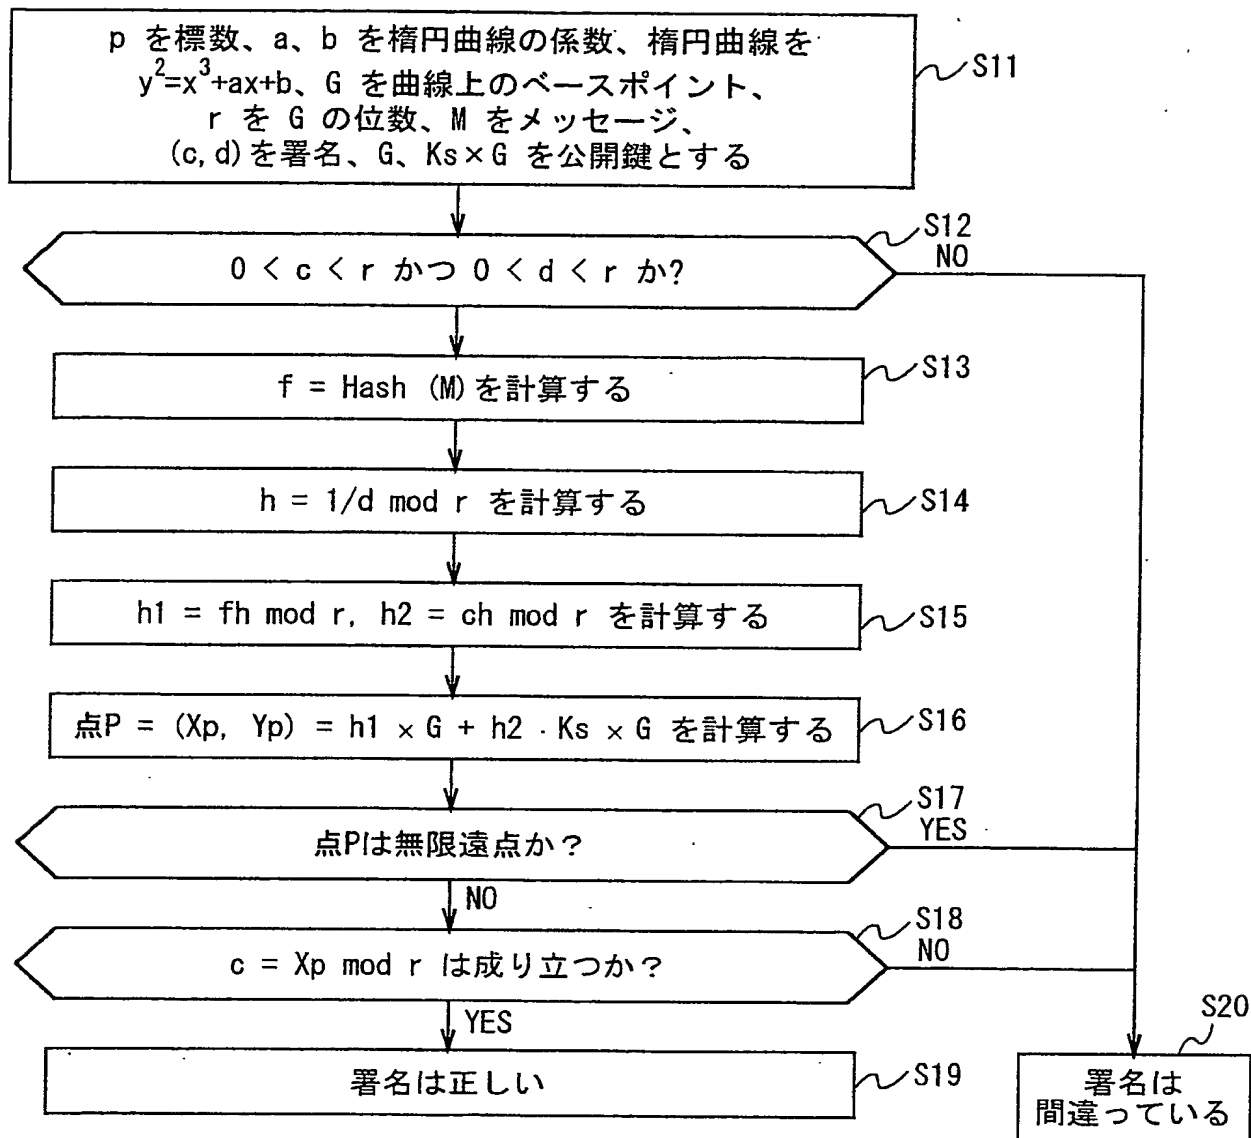 p を標数、a、b を楕円曲線の係数、楕円曲線を
y²=x³+ax+b、G を曲線上のベースポイント、
r を G の位数、M をメッセージ、
(c,d)を署名、G、Ks×G を公開鍵とする
S11
S12
0 < c < r かつ 0 < d < r か?
NO
S13
f = Hash (M)を計算する
S14
h = 1/d mod r を計算する
S15
h1 = fh mod r, h2 = ch mod r を計算する
S16
点P = (Xp, Yp) = h1 × G + h2 · Ks × G を計算する
S17
点Pは無限遠点か?
YES
NO
S18
c = Xp mod r は成り立つか?
NO
YES
S19
署名は正しい
S20
署名は
間違っている